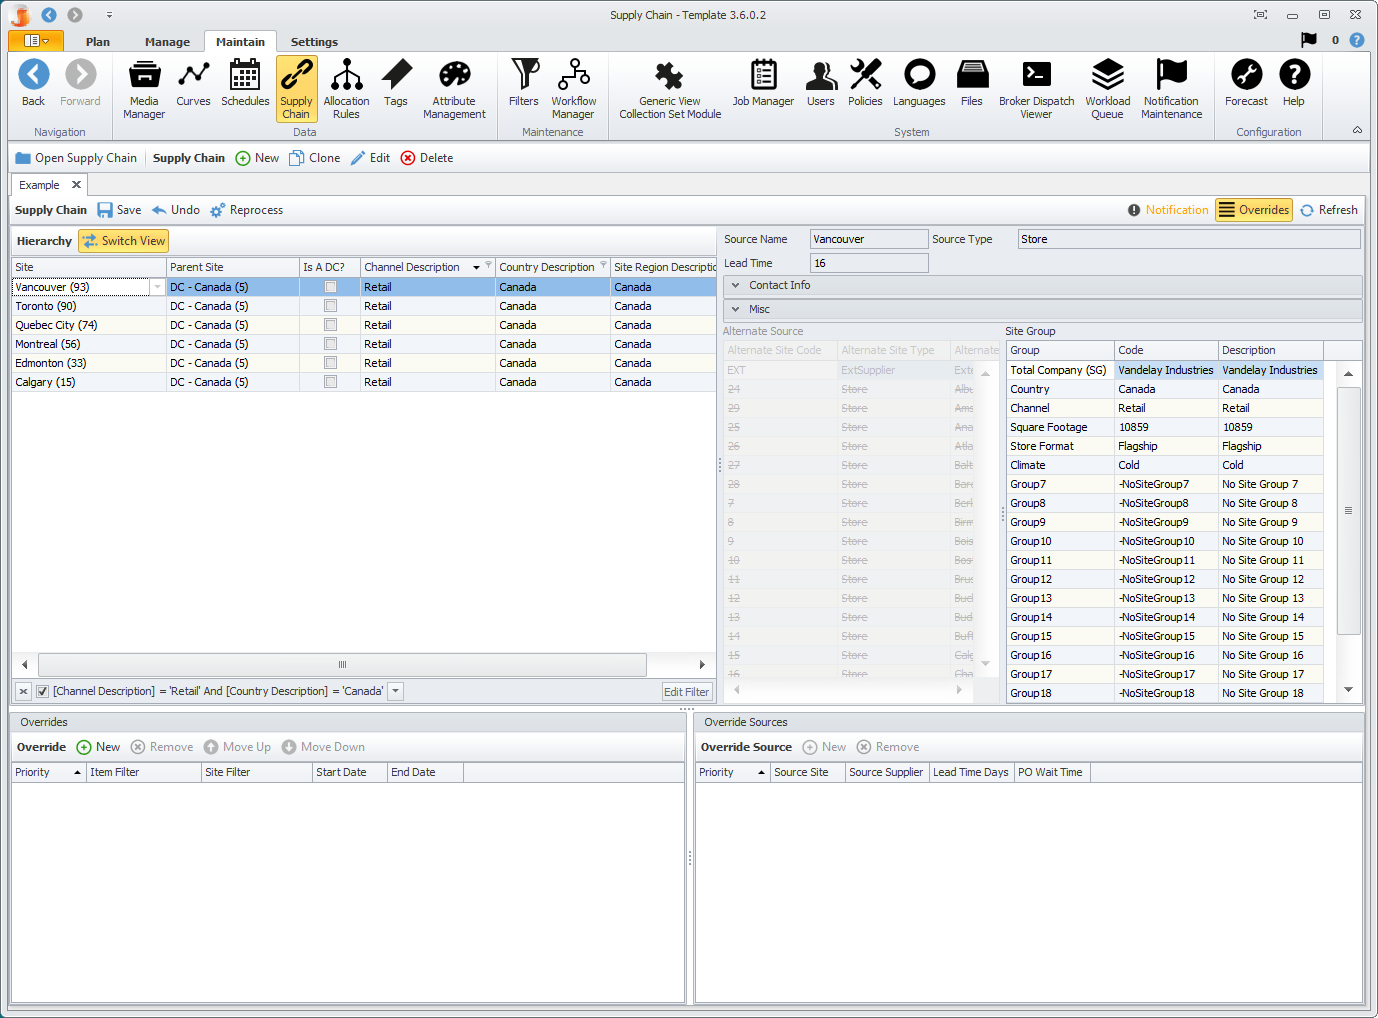 Supply Chain - Template 3.6.0.2
Plan Manage Maintain Settings 0
Back Forward Media Manager Curves Schedules Supply Chain Allocation Rules Tags Attribute Management Filters Workflow Manager Generic View Collection Set Module Job Manager Users Policies Languages Files Broker Dispatch Viewer Workload Queue Notification Maintenance Forecast Help
Navigation Data Maintenance System Configuration
Open Supply Chain Supply Chain New Clone Edit Delete
Example
Supply Chain Save Undo Reprocess Notification Overrides Refresh
Hierarchy Switch View
Site Parent Site Is A DC? Channel Description Country Description Site Region Descriptio
Vancouver (93) DC - Canada (5) Retail Canada Canada
Toronto (90) DC - Canada (5) Retail Canada Canada
Quebec City (74) DC - Canada (5) Retail Canada Canada
Montreal (56) DC - Canada (5) Retail Canada Canada
Edmonton (33) DC - Canada (5) Retail Canada Canada
Calgary (15) DC - Canada (5) Retail Canada Canada
[Channel Description] = 'Retail' And [Country Description] = 'Canada' Edit Filter
Source Name Vancouver Source Type Store
Lead Time 16
Contact Info
Misc
Alternate Source
Alternate Site Code Alternate Site Type Alternate
EXT ExtSupplier Exte
24 Store Albu
29 Store Ams
25 Store Ana
26 Store Atla
27 Store Balt
28 Store Barc
7 Store Berl
8 Store Birm
9 Store Bois
10 Store Bos
11 Store Brus
12 Store Bud
13 Store Bud
14 Store Buff
15 Store Calg
16 Store Cha
Site Group
Group Code Description
Total Company (SG) Vandelay Industries Vandelay Industries
Country Canada Canada
Channel Retail Retail
Square Footage 10859 10859
Store Format Flagship Flagship
Climate Cold Cold
Group7 -NoSiteGroup7 No Site Group 7
Group8 -NoSiteGroup8 No Site Group 8
Group9 -NoSiteGroup9 No Site Group 9
Group10 -NoSiteGroup10 No Site Group 10
Group11 -NoSiteGroup11 No Site Group 11
Group12 -NoSiteGroup12 No Site Group 12
Group13 -NoSiteGroup13 No Site Group 13
Group14 -NoSiteGroup14 No Site Group 14
Group15 -NoSiteGroup15 No Site Group 15
Group16 -NoSiteGroup16 No Site Group 16
Group17 -NoSiteGroup17 No Site Group 17
Group18 -NoSiteGroup18 No Site Group 18
Overrides
Override New Remove Move Up Move Down
Priority Item Filter Site Filter Start Date End Date
Override Sources
Override Source New Remove
Priority Source Site Source Supplier Lead Time Days PO Wait Time